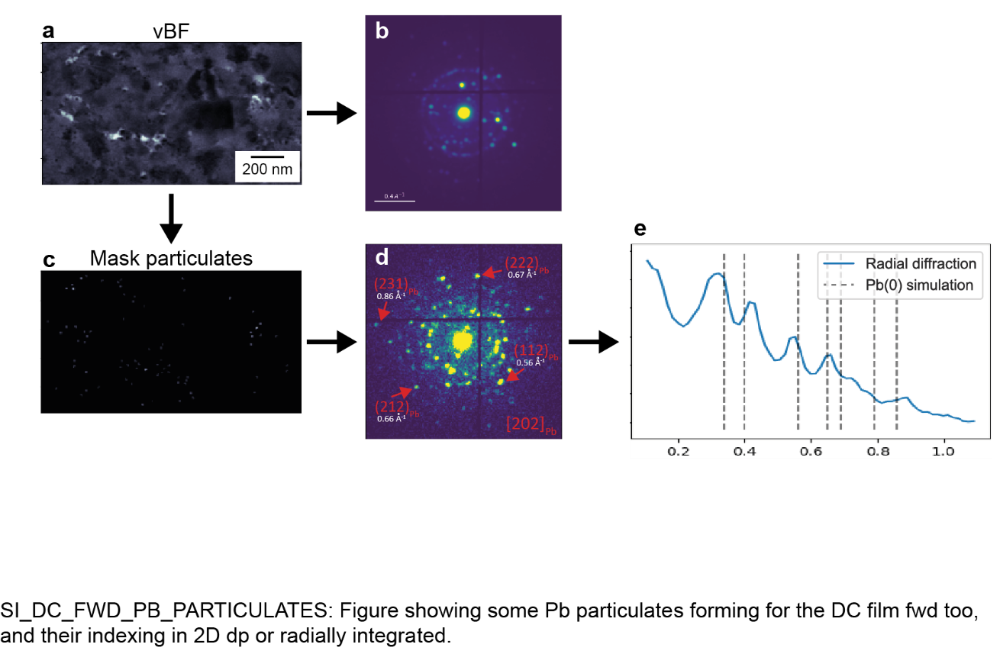 a
vBF
200 nm
b
0.4 Å⁻¹
c
Mask particulates
d
(222)Pb
0.67 Å⁻¹
(231)Pb
0.86 Å⁻¹
(112)Pb
0.56 Å⁻¹
(212)Pb
0.66 Å⁻¹
[202]Pb
e
Radial diffraction
Pb(0) simulation
0.2 0.4 0.6 0.8 1.0
SI_DC_FWD_PB_PARTICULATES: Figure showing some Pb particulates forming for the DC film fwd too,
and their indexing in 2D dp or radially integrated.